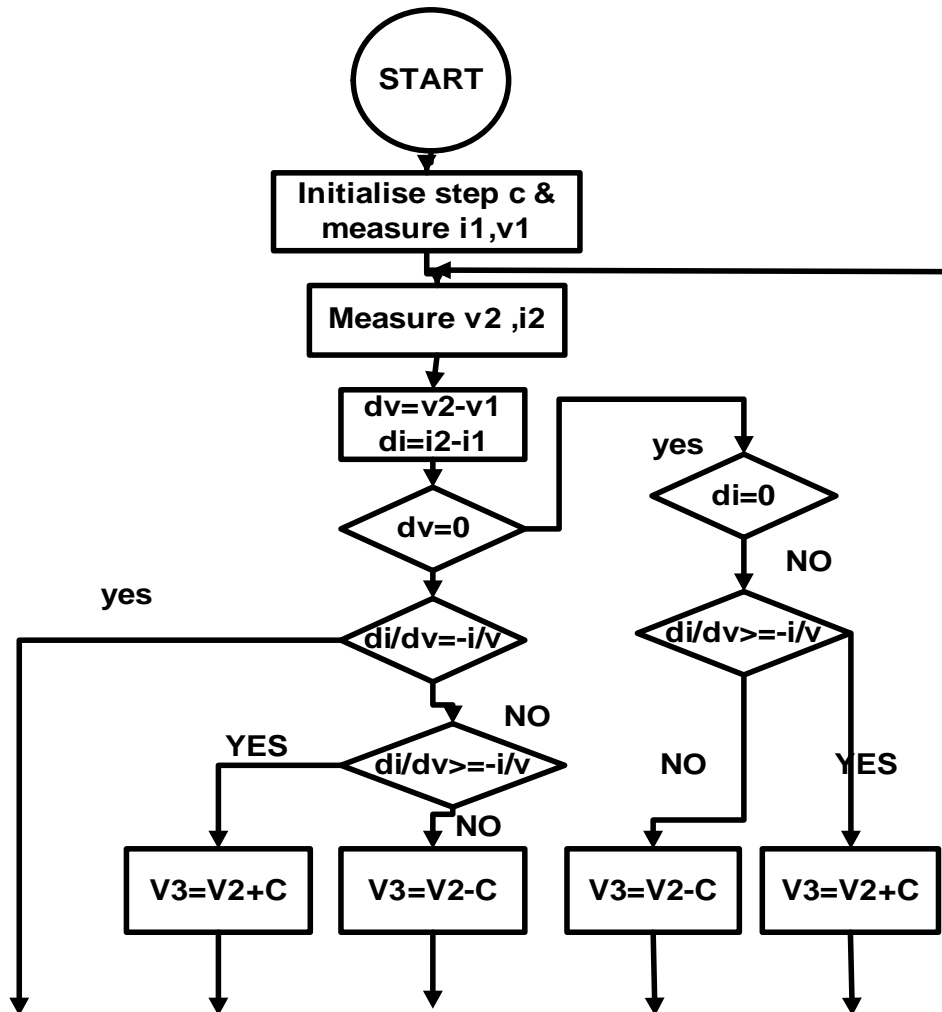 START
Initialise step c &
measure i1,v1
Measure v2 ,i2
dv=v2-v1
di=i2-i1
yes
di=0
dv=0
NO
yes
di/dv=-i/v
di/dv>=-i/v
NO
YES
di/dv>=-i/v
NO
YES
NO
V3=V2+C
V3=V2-C
V3=V2-C
V3=V2+C